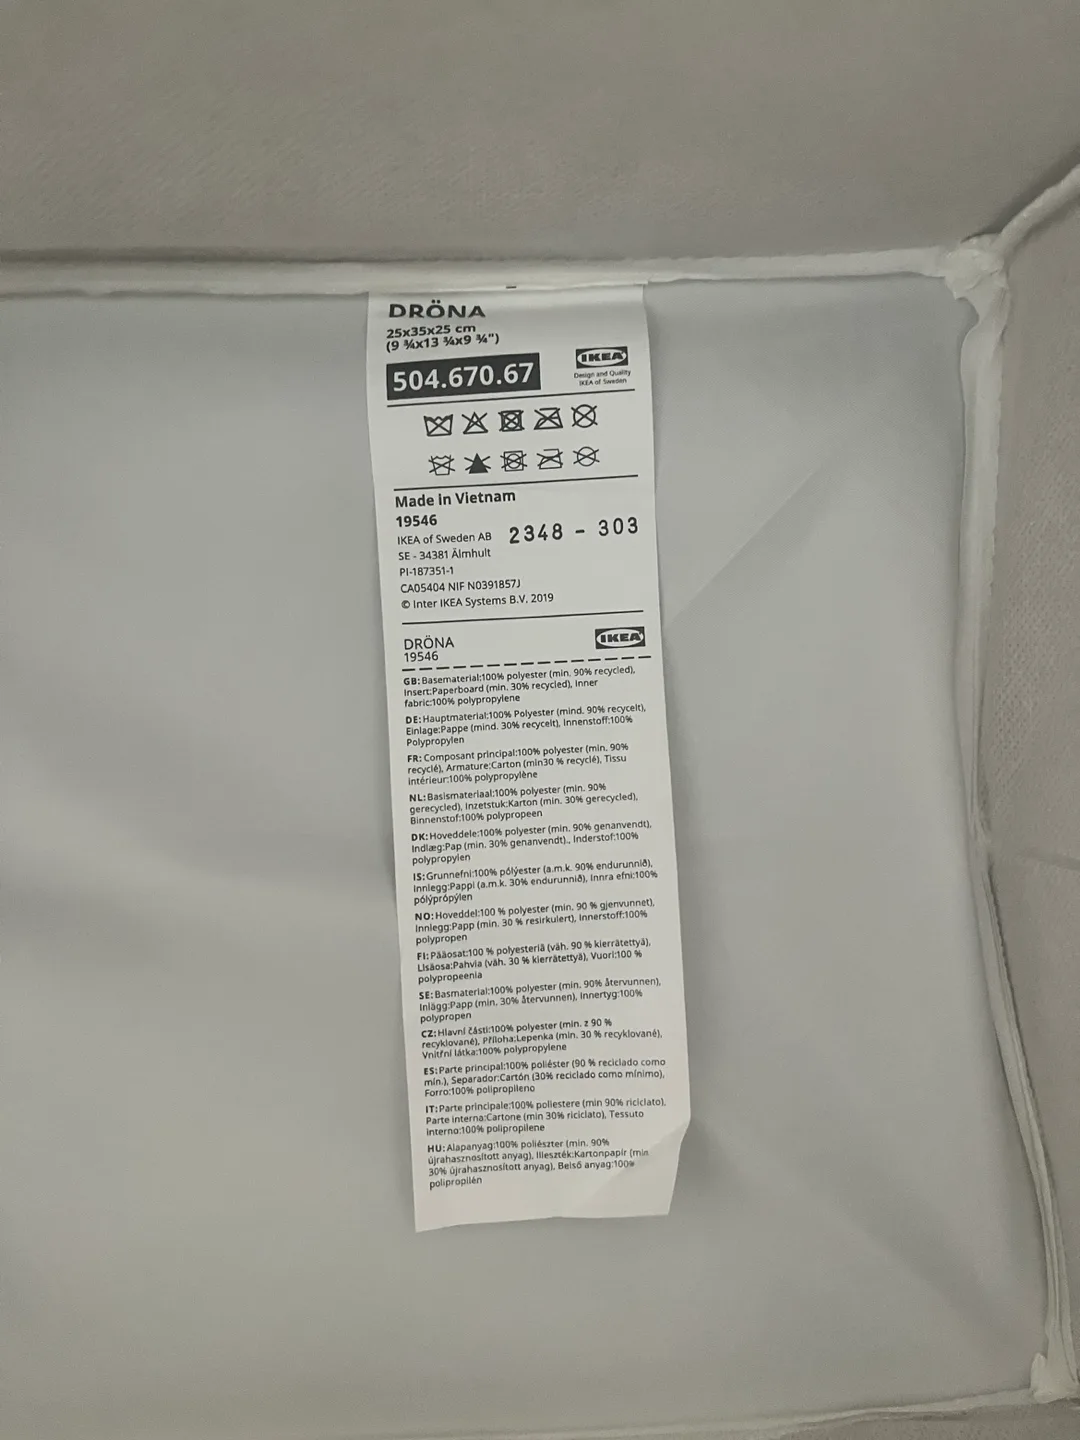 DRÖNA
25x35x25 cm
(9 ¾x13 ¾x9 ¾")
504.670.67
IKEA
Design and Quality
IKEA of Sweden
Made in Vietnam
19546
IKEA of Sweden AB
SE - 34381 Älmhult
2348 - 303
PI-187351-1
CA05404 NIF N0391857J
© Inter IKEA Systems B.V. 2019
DRÖNA
19546
IKEA
GB: Basematerial:100% polyester (min. 90% recycled),
Insert:Paperboard (min. 30% recycled), Inner
fabric:100% polypropylene
DE: Hauptmaterial:100% Polyester (mind. 90% recycelt),
Einlage:Pappe (mind. 30% recycelt), Innenstoff:100%
Polypropylen
FR: Composant principal:100% polyester (min. 90%
recyclé), Armature:Carton (min30 % recyclé), Tissu
intérieur:100% polypropylène
NL: Basismateriaal:100% polyester (min. 90%
gerecycled), Inzetstuk:Karton (min. 30% gerecycled),
Binnenstof:100% polypropeen
DK: Hoveddele:100% polyester (min. 90% genanvendt),
Indlæg:Pap (min. 30% genanvendt)., Inderstof:100%
polypropylen
IS: Grunnefni:100% pólýester (a.m.k. 90% endurunnið),
Innlegg:Pappi (a.m.k. 30% endurunnið), Innra efni:100%
pólýprópýlen
NO: Hoveddel:100 % polyester (min. 90 % gjenvunnet),
Innlegg:Papp (min. 30 % resirkulert), Innerstoff:100%
polypropen
FI: Pääosat:100 % polyesteriä (väh. 90 % kierrätettyä),
Lisäosa:Pahvia (väh. 30 % kierrätettyä), Vuori:100 %
polypropeenia
SE: Basmaterial:100% polyester (min. 90% återvunnen),
Inlägg:Papp (min. 30% återvunnen), Innertyg:100%
polypropen
CZ: Hlavní části:100% polyester (min. z 90 %
recyklované), Příloha:Lepenka (min. 30 % recyklované),
Vnitřní látka:100% polypropylene
ES: Parte principal:100% poliéster (90 % reciclado como
mín.), Separador:Cartón (30% reciclado como mínimo),
Forro:100% polipropileno
IT: Parte principale:100% poliestere (min 90% riciclato),
Parte interna:Cartone (min 30% riciclato), Tessuto
interno:100% polipropilene
HU: Alapanyag:100% poliészter (min. 90%
újrahasznosított anyag), Illeszték:Kartonpapír (min
30% újrahasznosított anyag), Belső anyag:100%
polipropilén